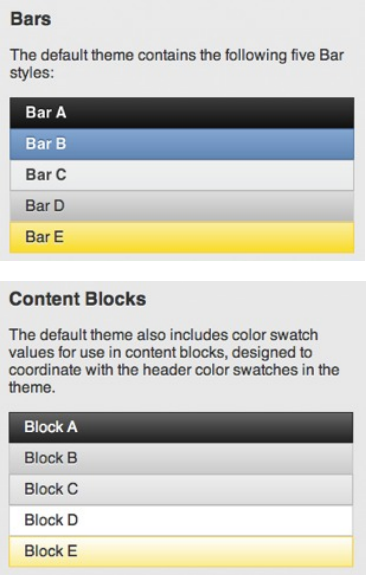 Bars
The default theme contains the following five Bar
styles:
Bar A
Bar B
Bar C
Bar D
Bar E
Content Blocks
The default theme also includes color swatch
values for use in content blocks, designed to
coordinate with the header color swatches in the
theme.
Block A
Block B
Block C
Block D
Block E